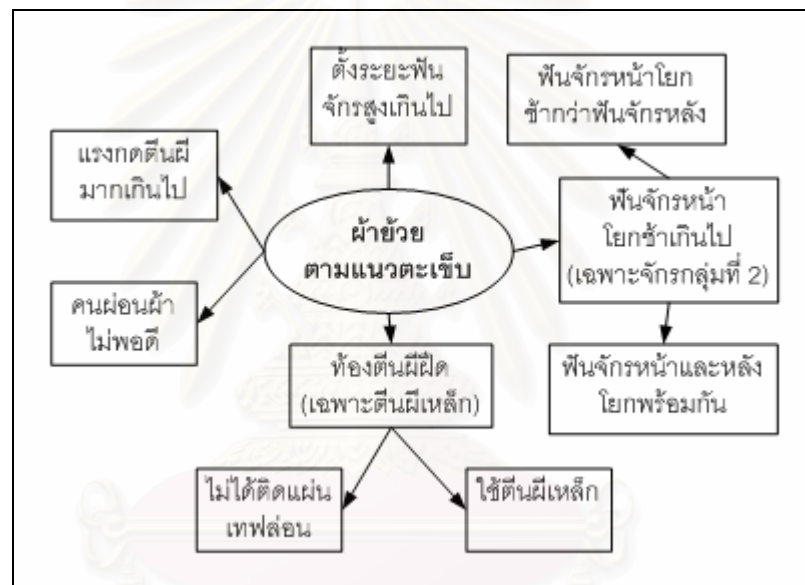 ตั้งระยะฟัน
จักรสูงเกินไป
ฟันจักรหน้าโยก
ช้ากว่าฟันจักรหลัง
แรงกดตีนผี
มากเกินไป
ผ้าย้วย
ตามแนวตะเข็บ
ฟันจักรหน้า
โยกช้าเกินไป
(เฉพาะจักรกลุ่มที่ 2)
คนผ่อนผ้า
ไม่พอดี
ท้องตีนผีฝืด
(เฉพาะตีนผีเหล็ก)
ฟันจักรหน้าและหลัง
โยกพร้อมกัน
ไม่ได้ติดแผ่น
เทฟล่อน
ใช้ตีนผีเหล็ก